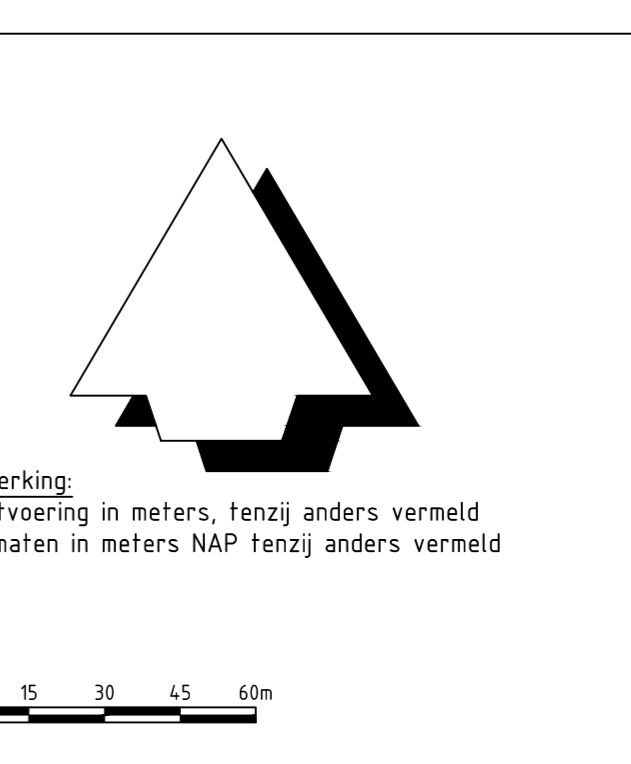 erking:
tvoering in meters, tenzij anders vermeld
maten in meters NAP tenzij anders vermeld
15 30 45 60m